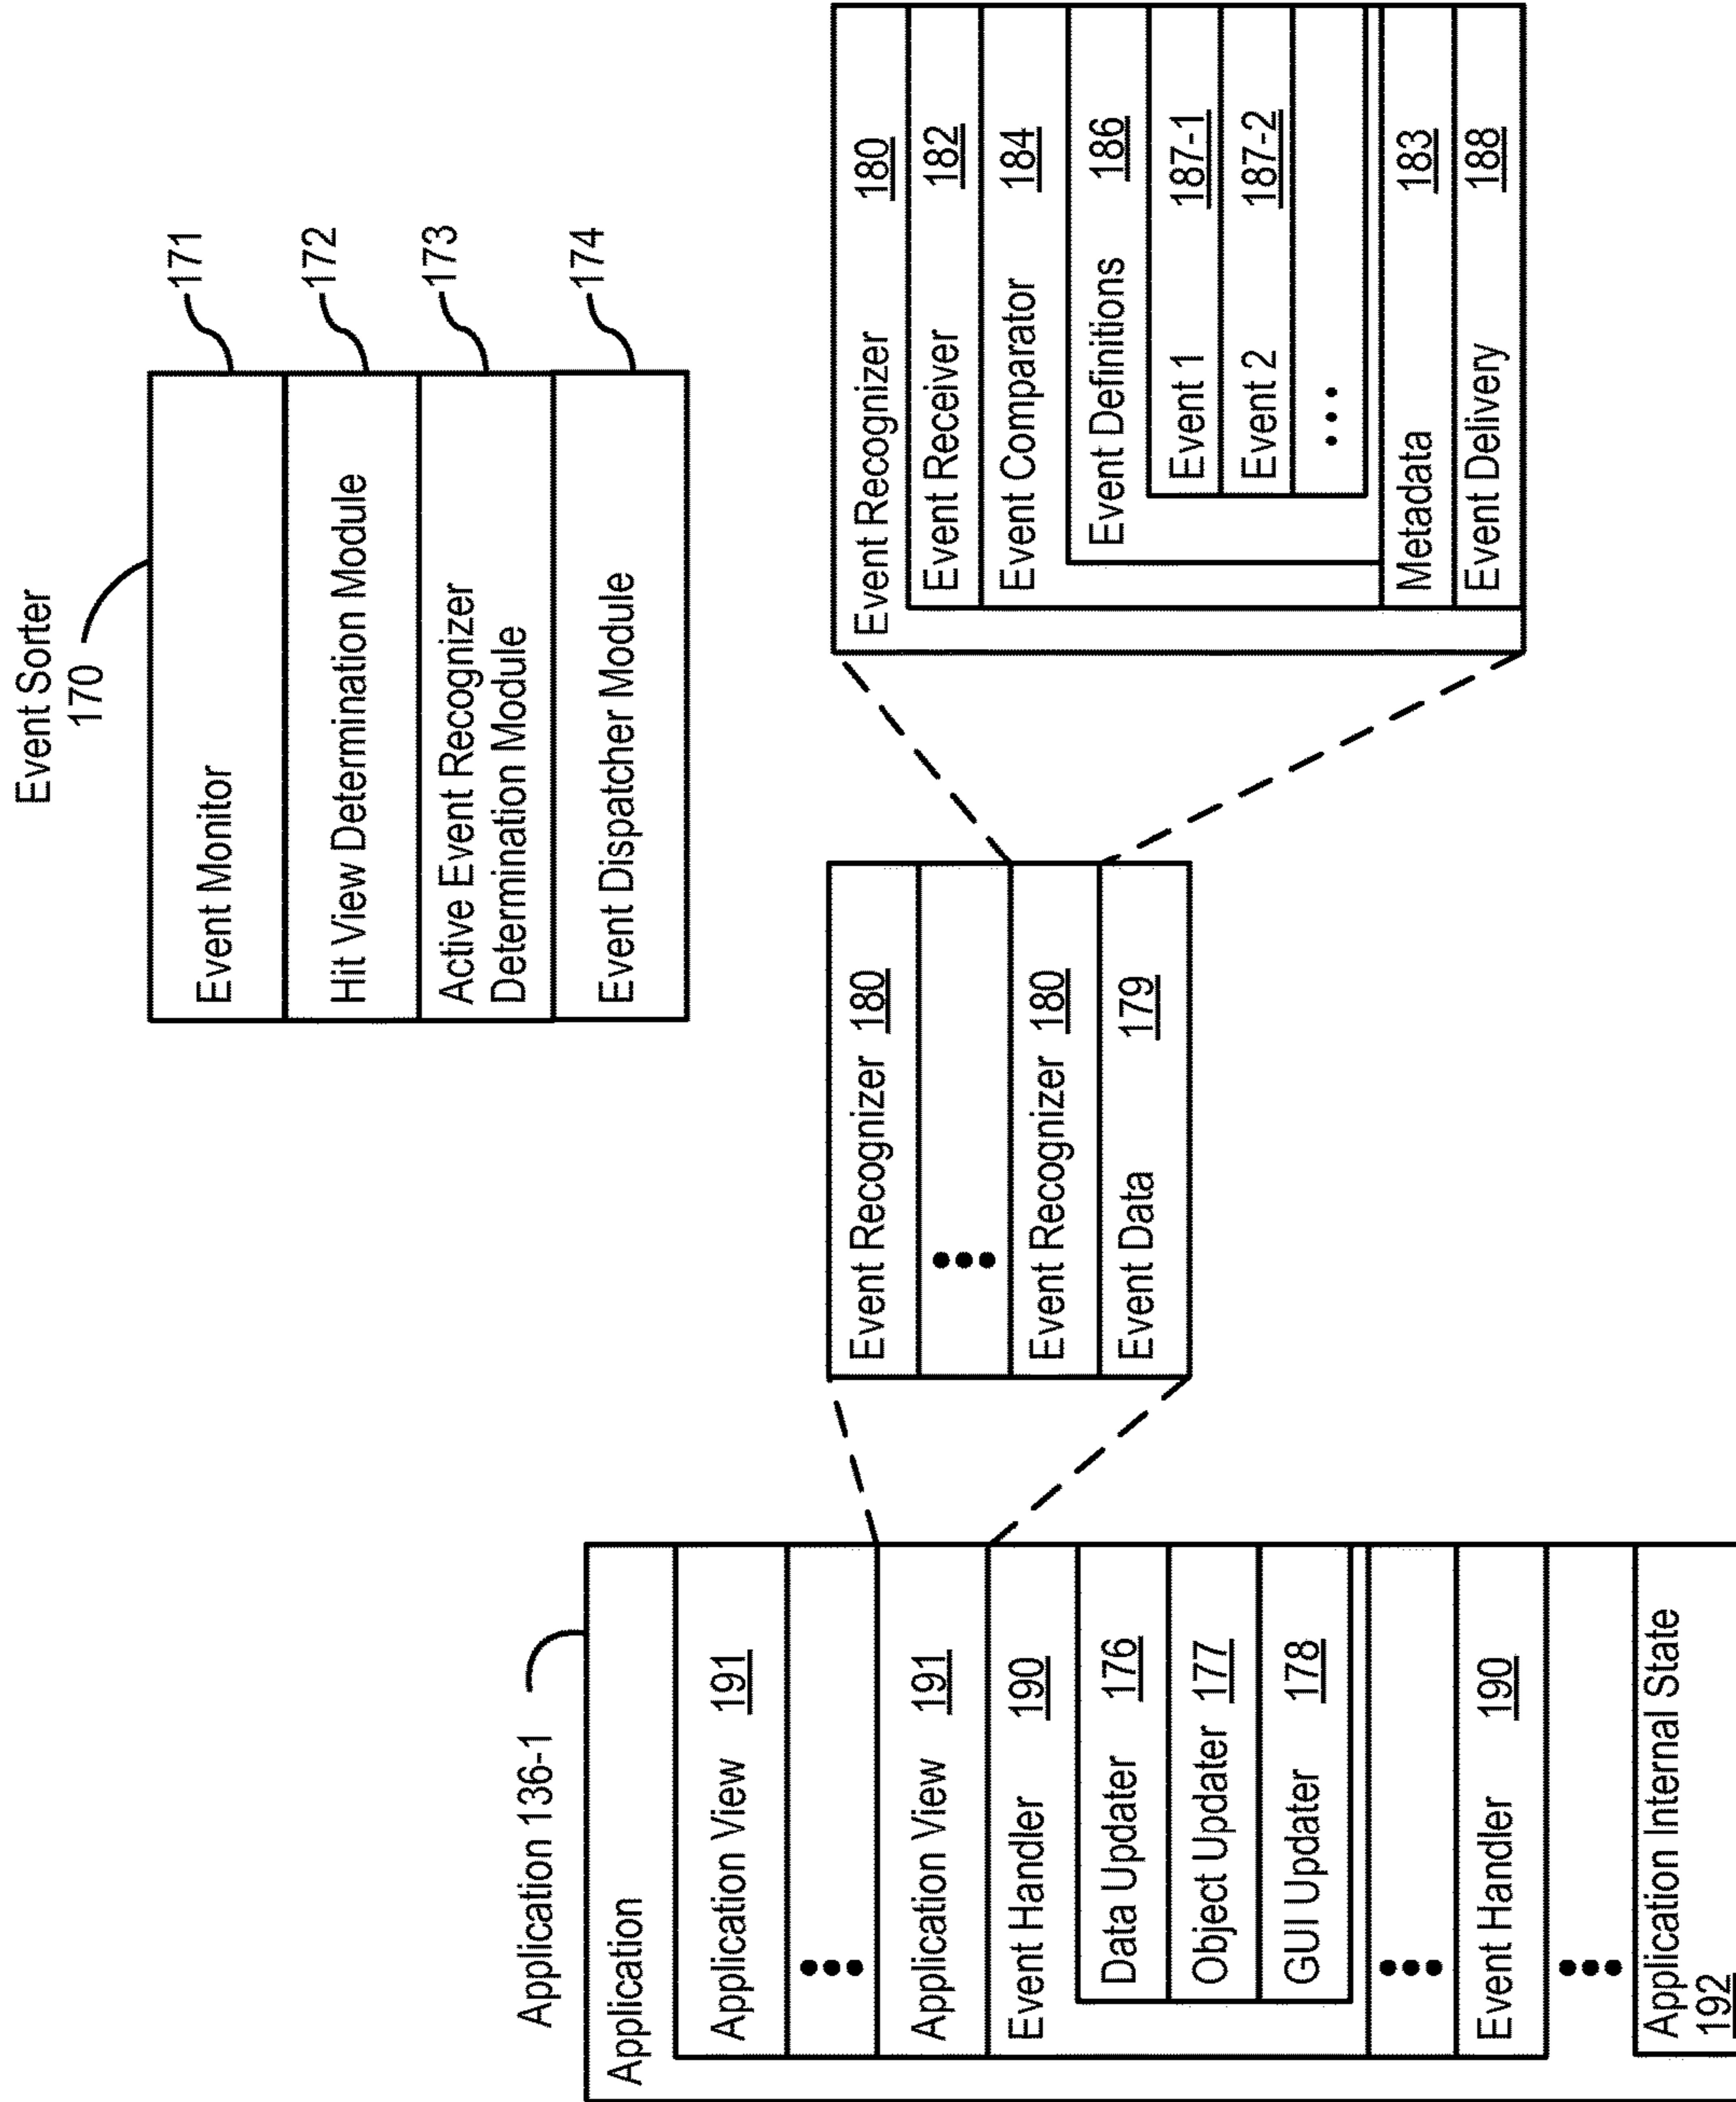 Event Sorter
170
Event Monitor
171
Hit View Determination Module
172
Active Event Recognizer
Determination Module
173
Event Dispatcher Module
174
Application 136-1
Application
Application View 191
•••
Application View 191
Event Handler 190
Data Updater 176
Object Updater 177
GUI Updater 178
•••
Event Handler 190
•••
Application Internal State
192
Event Recognizer 180
•••
Event Recognizer 180
Event Data 179
Event Recognizer 180
Event Receiver 182
Event Comparator 184
Event Definitions 186
Event 1 187-1
Event 2 187-2
•••
Metadata 183
Event Delivery 188